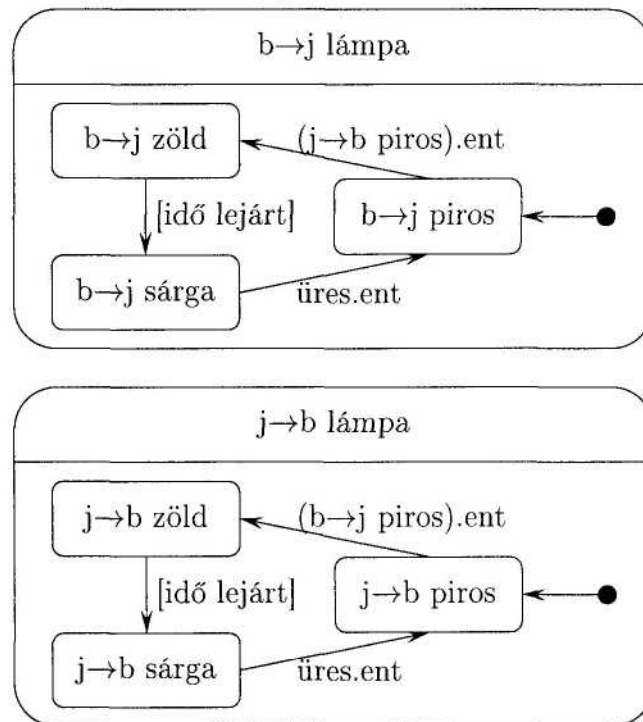 b→j lámpa
b→j zöld
(j→b piros).ent
[idő lejárt]
b→j piros
b→j sárga
üres.ent
j→b lámpa
j→b zöld
(b→j piros).ent
[idő lejárt]
j→b piros
j→b sárga
üres.ent